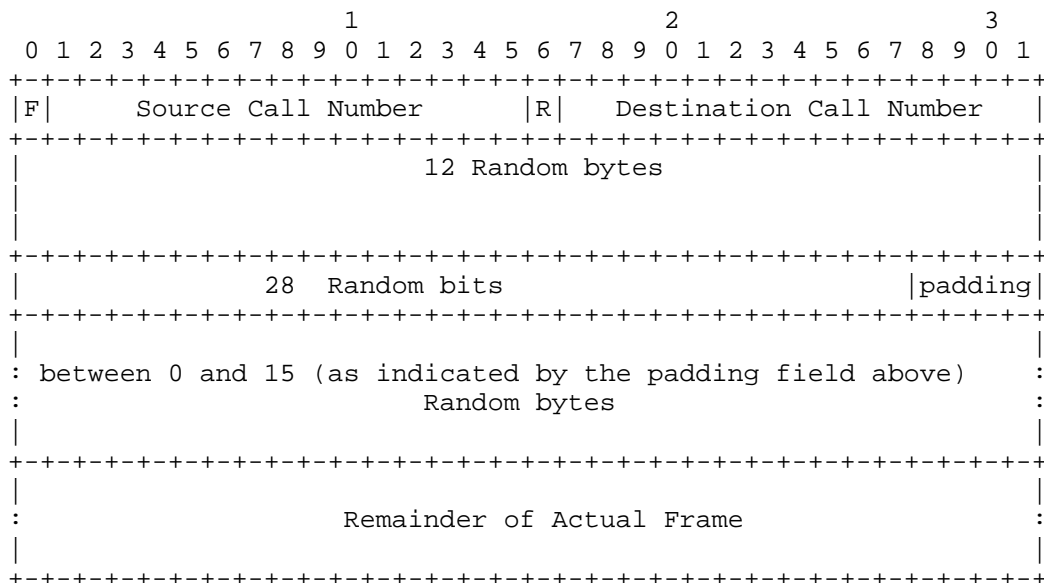 1                   2                   3
 0 1 2 3 4 5 6 7 8 9 0 1 2 3 4 5 6 7 8 9 0 1 2 3 4 5 6 7 8 9 0 1
+-+-+-+-+-+-+-+-+-+-+-+-+-+-+-+-+-+-+-+-+-+-+-+-+-+-+-+-+-+-+-+-+
|F|     Source Call Number      |R|   Destination Call Number   |
+-+-+-+-+-+-+-+-+-+-+-+-+-+-+-+-+-+-+-+-+-+-+-+-+-+-+-+-+-+-+-+-+
|                         12 Random bytes                       |
|                                                               |
|                                                               |
+-+-+-+-+-+-+-+-+-+-+-+-+-+-+-+-+-+-+-+-+-+-+-+-+-+-+-+-+-+-+-+-+
|               28  Random bits                         |padding|
+-+-+-+-+-+-+-+-+-+-+-+-+-+-+-+-+-+-+-+-+-+-+-+-+-+-+-+-+-+-+-+-+
|                                                               |
: between 0 and 15 (as indicated by the padding field above)    :
:                         Random bytes                          :
|                                                               |
+-+-+-+-+-+-+-+-+-+-+-+-+-+-+-+-+-+-+-+-+-+-+-+-+-+-+-+-+-+-+-+-+
|                                                               |
:                    Remainder of Actual Frame                  :
|                                                               |
+-+-+-+-+-+-+-+-+-+-+-+-+-+-+-+-+-+-+-+-+-+-+-+-+-+-+-+-+-+-+-+-+